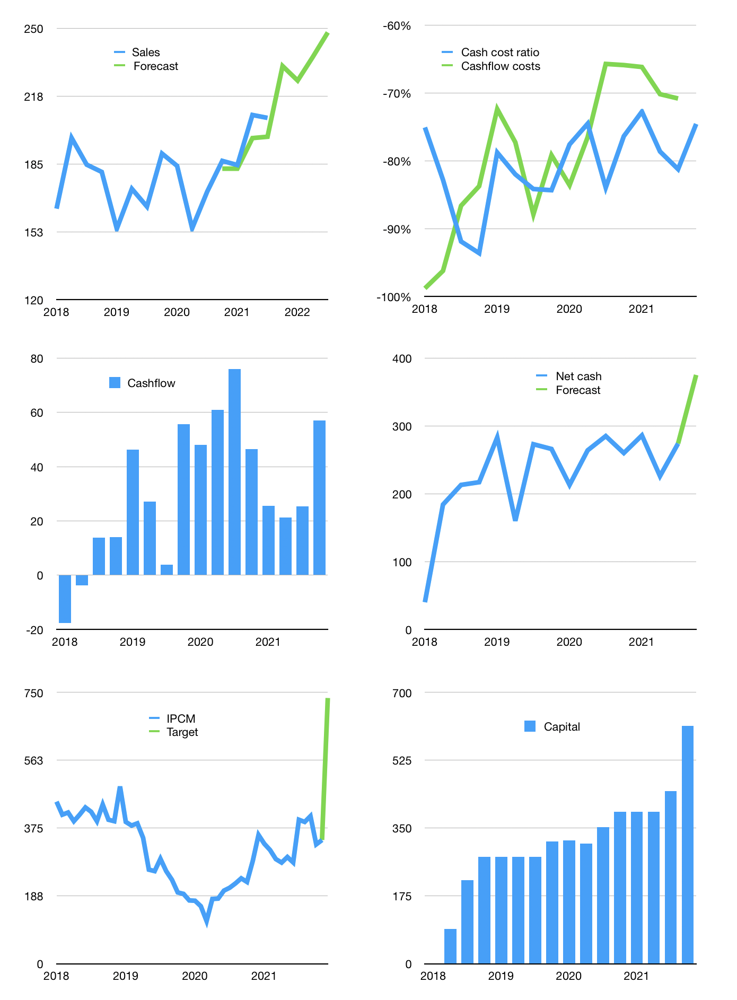 250
Sales
Forecast
218
185
153
120
2018 2019 2020 2021 2022
-60%
Cash cost ratio
Cashflow costs
-70%
-80%
-90%
-100%
2018 2019 2020 2021
80
Cashflow
60
40
20
0
-20
2018 2019 2020 2021
400
Net cash
Forecast
300
200
100
0
2018 2019 2020 2021
750
IPCM
Target
563
375
188
0
2018 2019 2020 2021
700
Capital
525
350
175
0
2018 2019 2020 2021